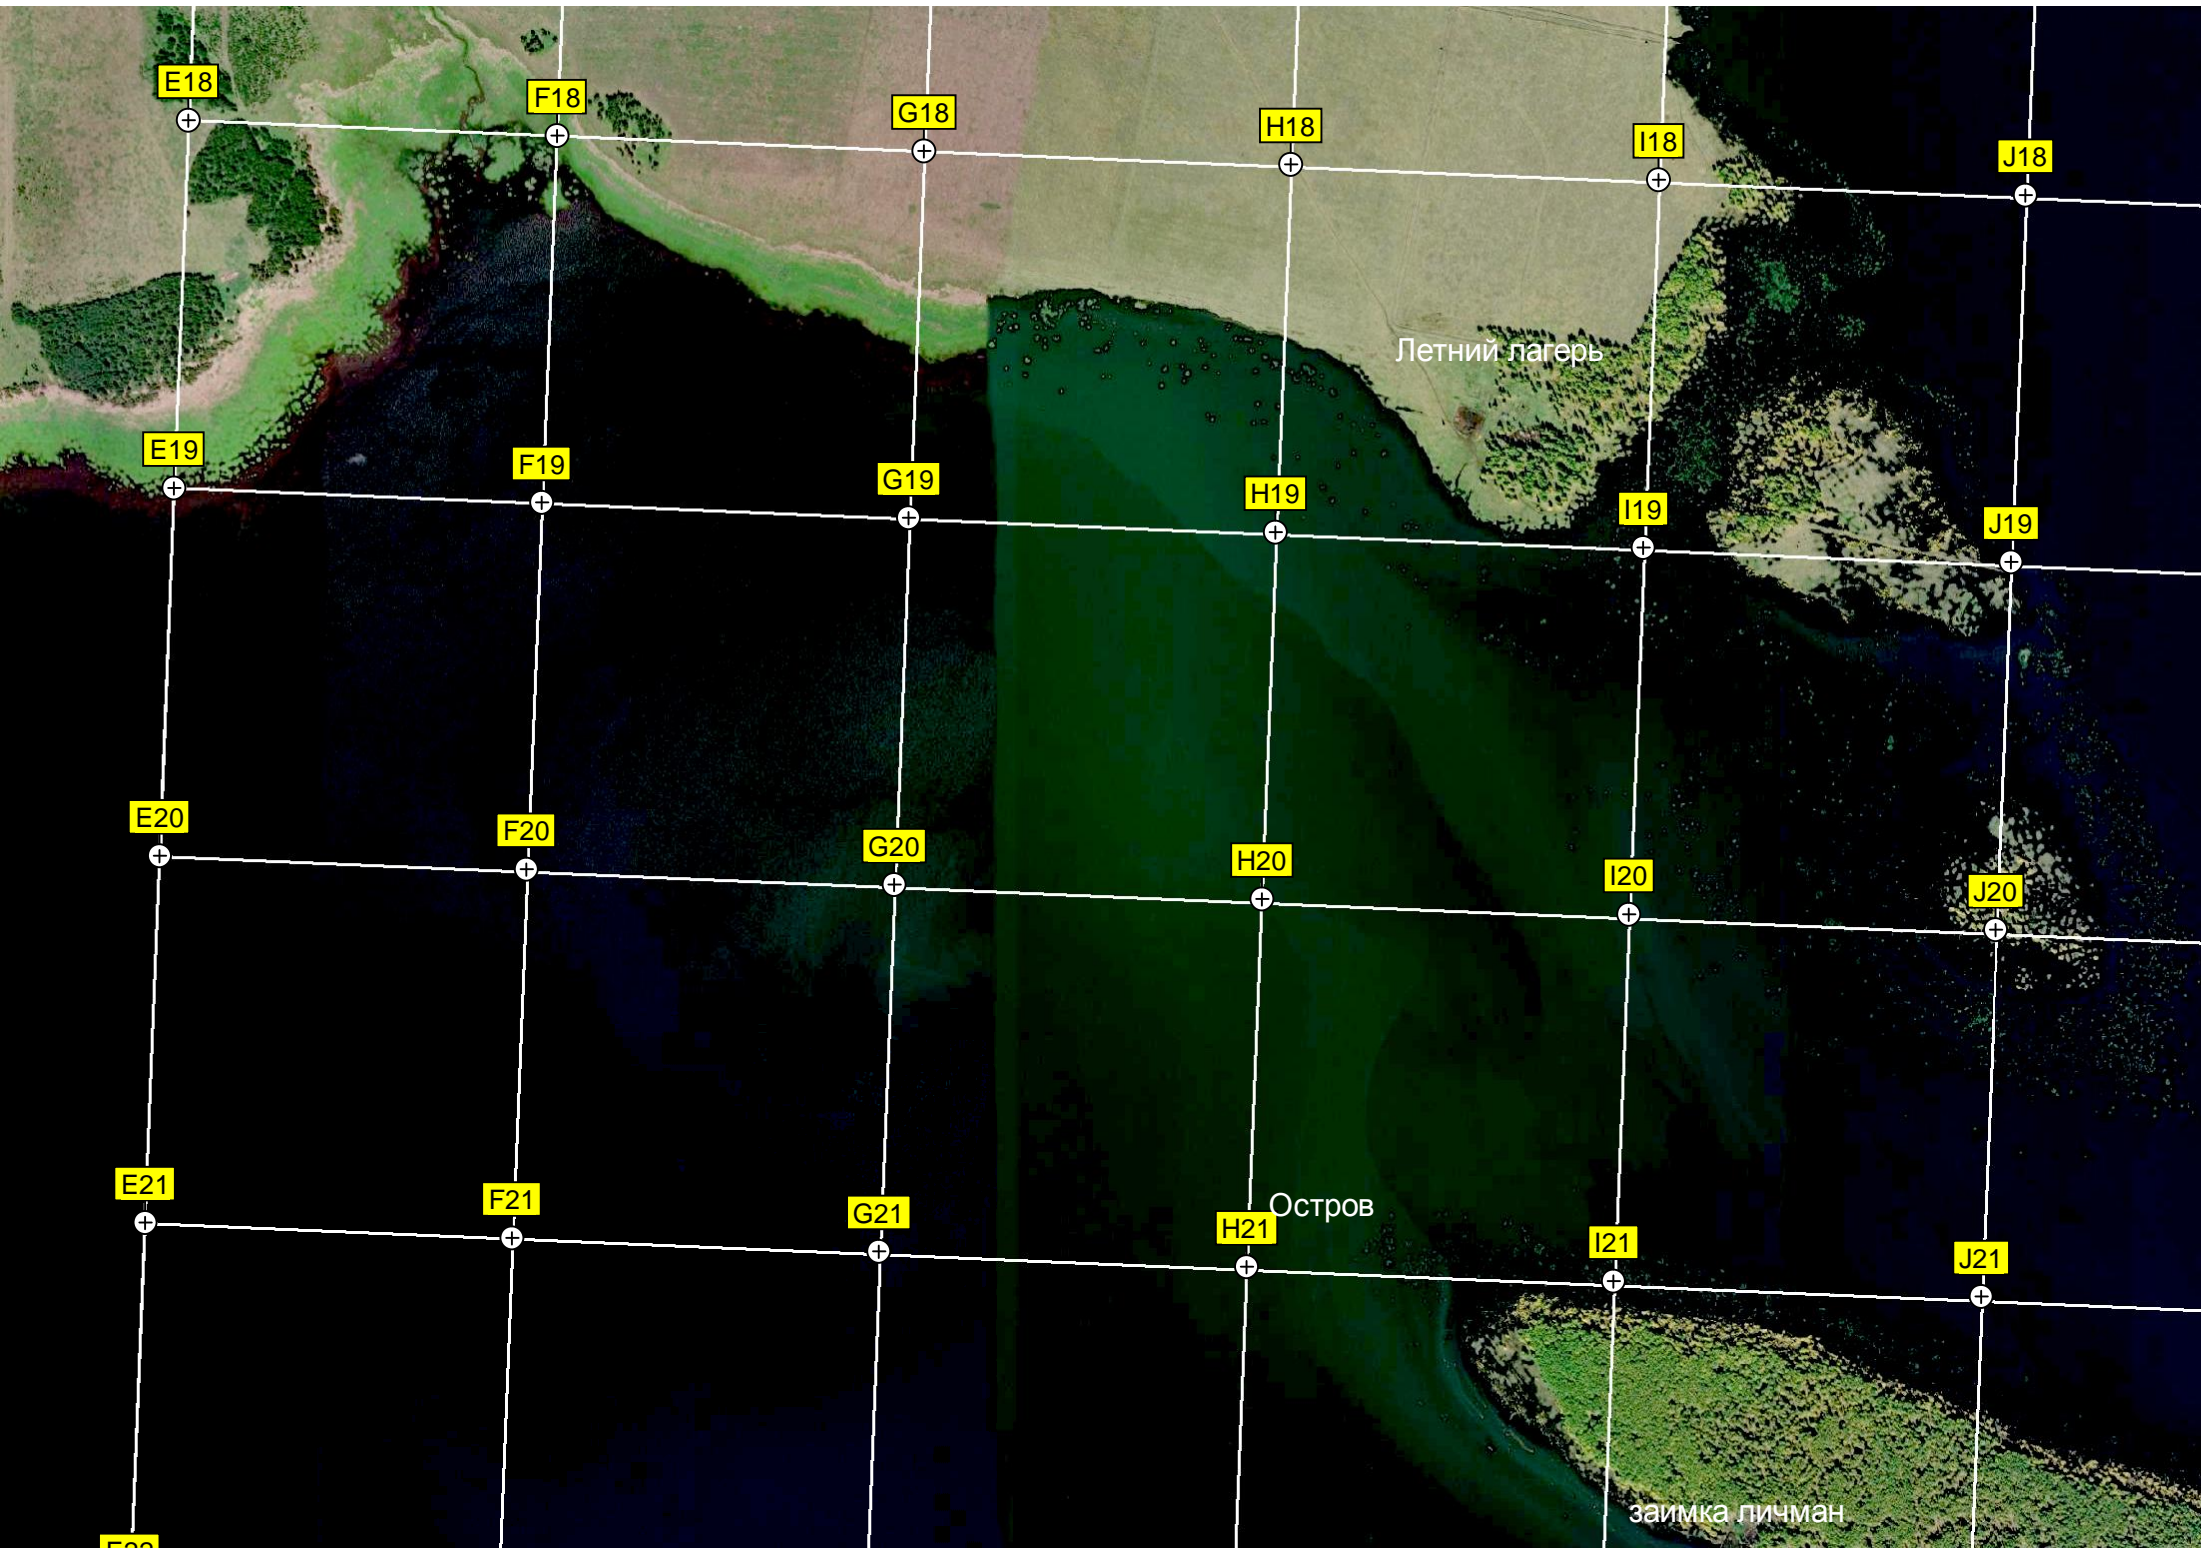 E18
F18
G18
H18
I18
J18
Летний лагерь
E19
F19
G19
H19
I19
J19
E20
F20
G20
H20
I20
J20
E21
F21
G21
H21
Остров
I21
J21
заимка личман